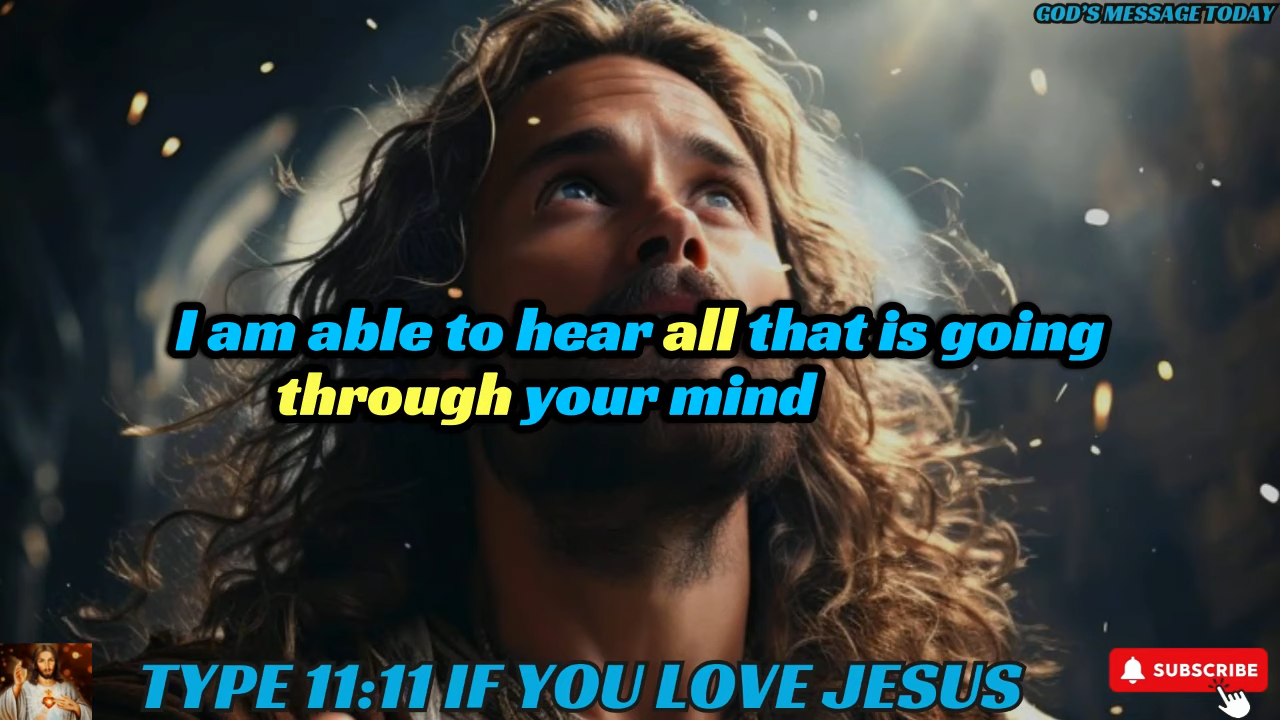 GOD'S MESSAGE TODAY
I am able to hear all that is going
through your mind
TYPE 11:11 IF YOU LOVE JESUS
SUBSCRIBE